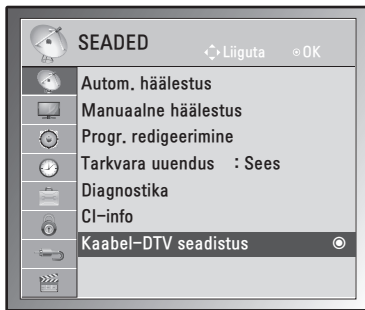 SEADED
Liiguta OK
Autom. häälestus
Manuaalne häälestus
Progr. redigeerimine
Tarkvara uuendus : Sees
Diagnostika
CI-info
Kaabel-DTV seadistus